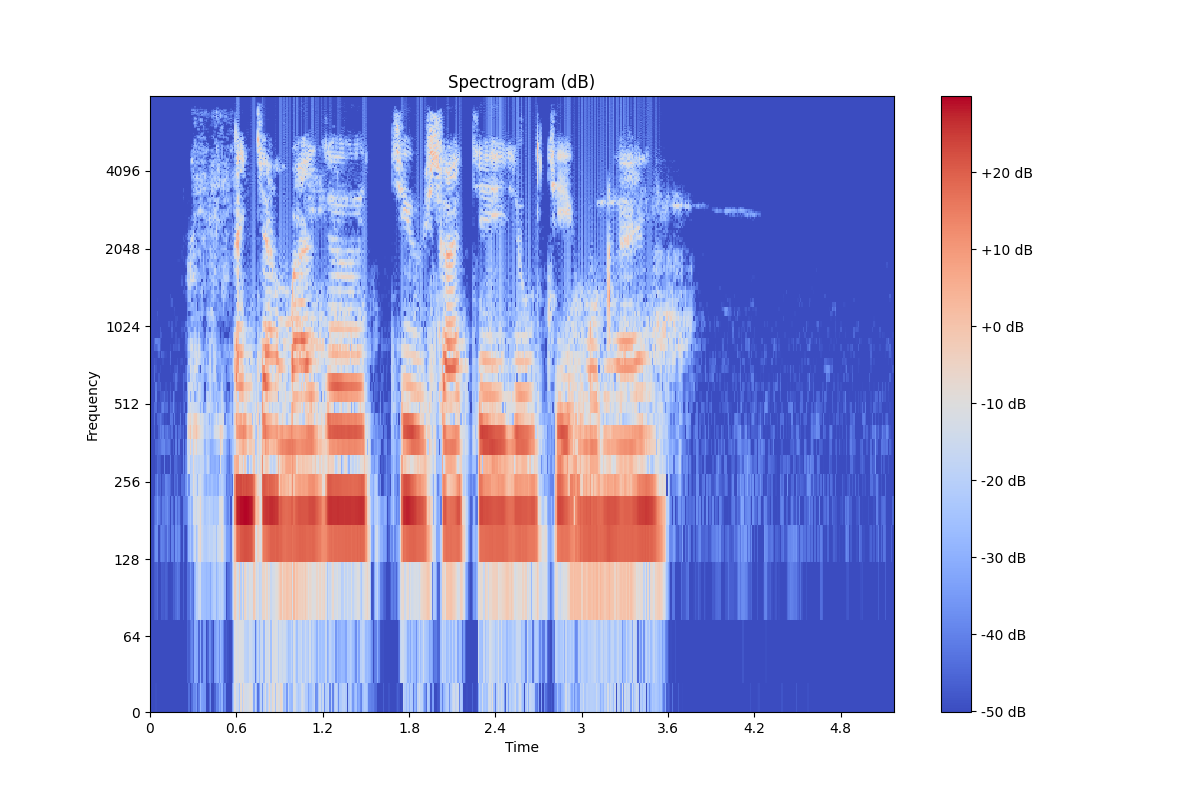 Spectrogram (dB)
Frequency
4096
2048
1024
512
256
128
64
0
0 0.6 1.2 1.8 2.4 3 3.6 4.2 4.8
Time
+20 dB
+10 dB
+0 dB
-10 dB
-20 dB
-30 dB
-40 dB
-50 dB